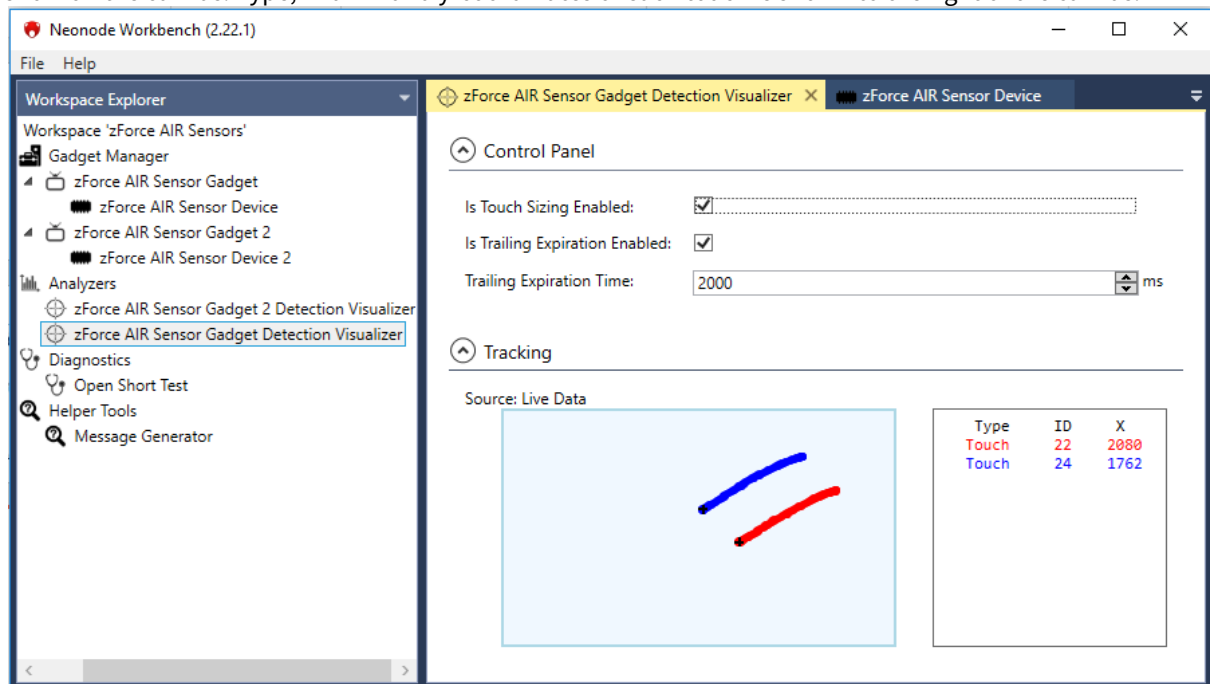 Neonode Workbench (2.22.1)
File Help
Workspace Explorer
Workspace 'zForce AIR Sensors'
Gadget Manager
zForce AIR Sensor Gadget
zForce AIR Sensor Device
zForce AIR Sensor Gadget 2
zForce AIR Sensor Device 2
Analyzers
zForce AIR Sensor Gadget 2 Detection Visualizer
zForce AIR Sensor Gadget Detection Visualizer
Diagnostics
Open Short Test
Helper Tools
Message Generator
zForce AIR Sensor Gadget Detection Visualizer
zForce AIR Sensor Device
Control Panel
Is Touch Sizing Enabled:
Is Trailing Expiration Enabled:
Trailing Expiration Time: 2000 ms
Tracking
Source: Live Data
Type ID X
Touch 22 2080
Touch 24 1762